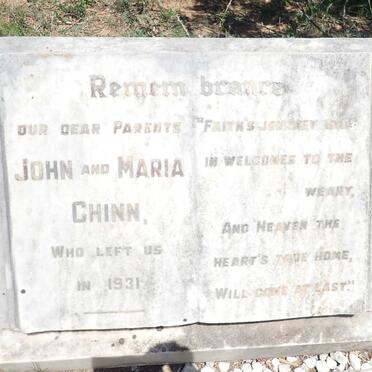 Remembrance
OUR DEAR PARENTS
JOHN AND MARIA
CHINN,
WHO LEFT US
IN 1931
"FAITH'S JOURNEY
IN WELCOMES TO THE
WEARY,
AND HEAVEN THE
HEART'S TRUE HOME,
WILL COME AT LAST"